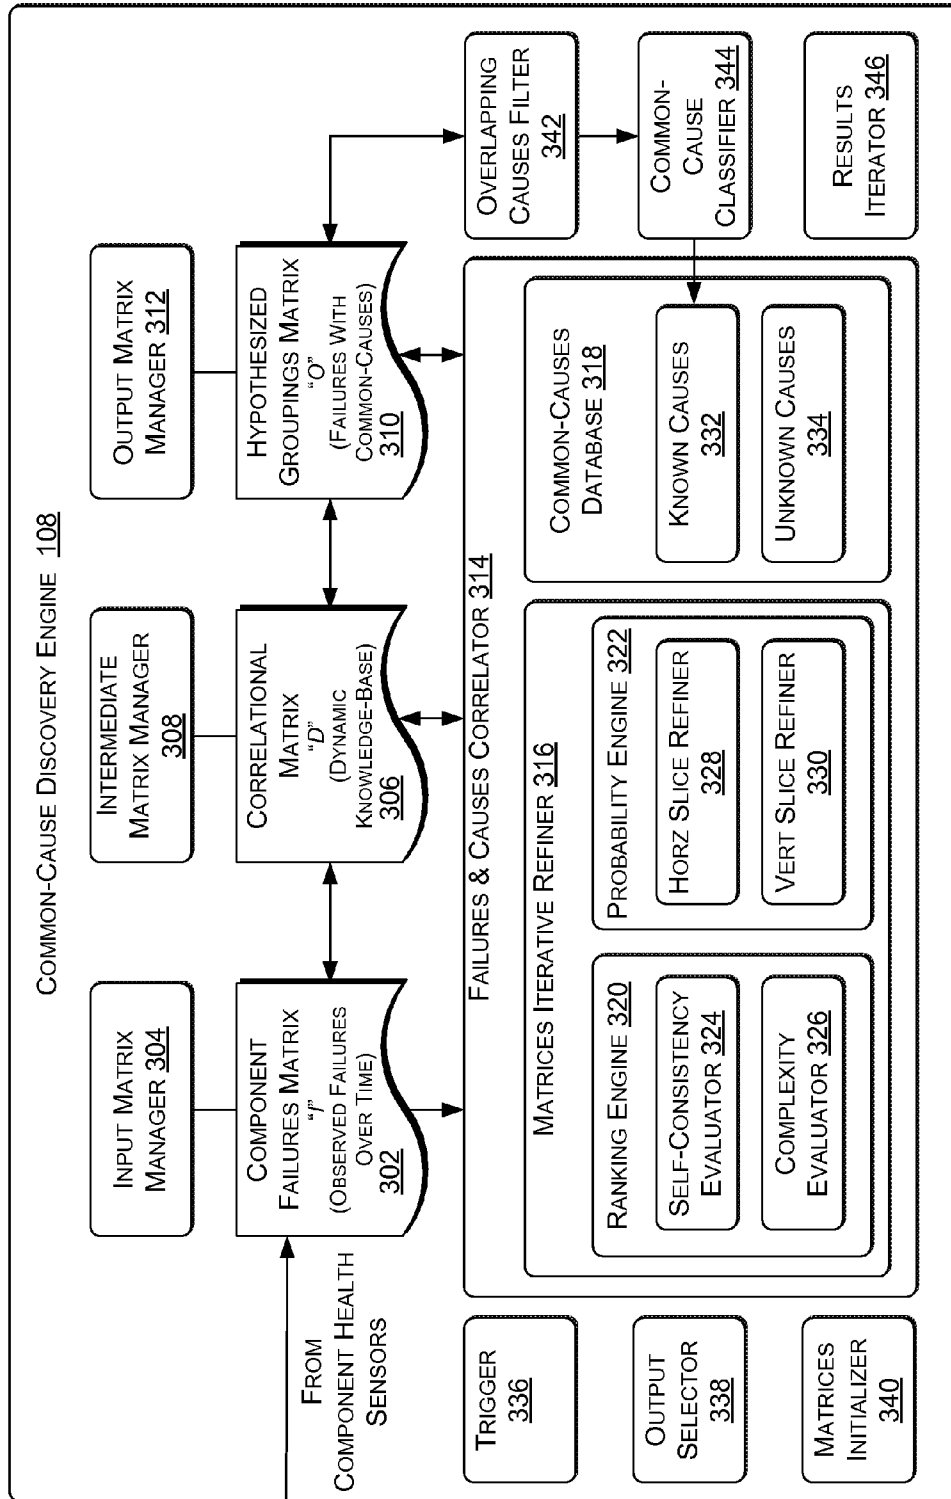 COMMON-CAUSE DISCOVERY ENGINE 108
INPUT MATRIX
MANAGER 304
INTERMEDIATE
MATRIX MANAGER
308
OUTPUT MATRIX
MANAGER 312
FROM
COMPONENT HEALTH
SENSORS
COMPONENT
FAILURES MATRIX
"I"
(OBSERVED FAILURES
OVER TIME)
302
CORRELATIONAL
MATRIX
"D"
(DYNAMIC
KNOWLEDGE-BASE)
306
HYPOTHESIZED
GROUPINGS MATRIX
"O"
(FAILURES WITH
COMMON-CAUSES)
310
TRIGGER
336
OUTPUT
SELECTOR
338
MATRICES
INITIALIZER
340
FAILURES & CAUSES CORRELATOR 314
MATRICES ITERATIVE REFINER 316
RANKING ENGINE 320
SELF-CONSISTENCY
EVALUATOR 324
COMPLEXITY
EVALUATOR 326
PROBABILITY ENGINE 322
HORZ SLICE REFINER
328
VERT SLICE REFINER
330
COMMON-CAUSES
DATABASE 318
KNOWN CAUSES
332
UNKNOWN CAUSES
334
OVERLAPPING
CAUSES FILTER
342
COMMON-
CAUSE
CLASSIFIER 344
RESULTS
ITERATOR 346